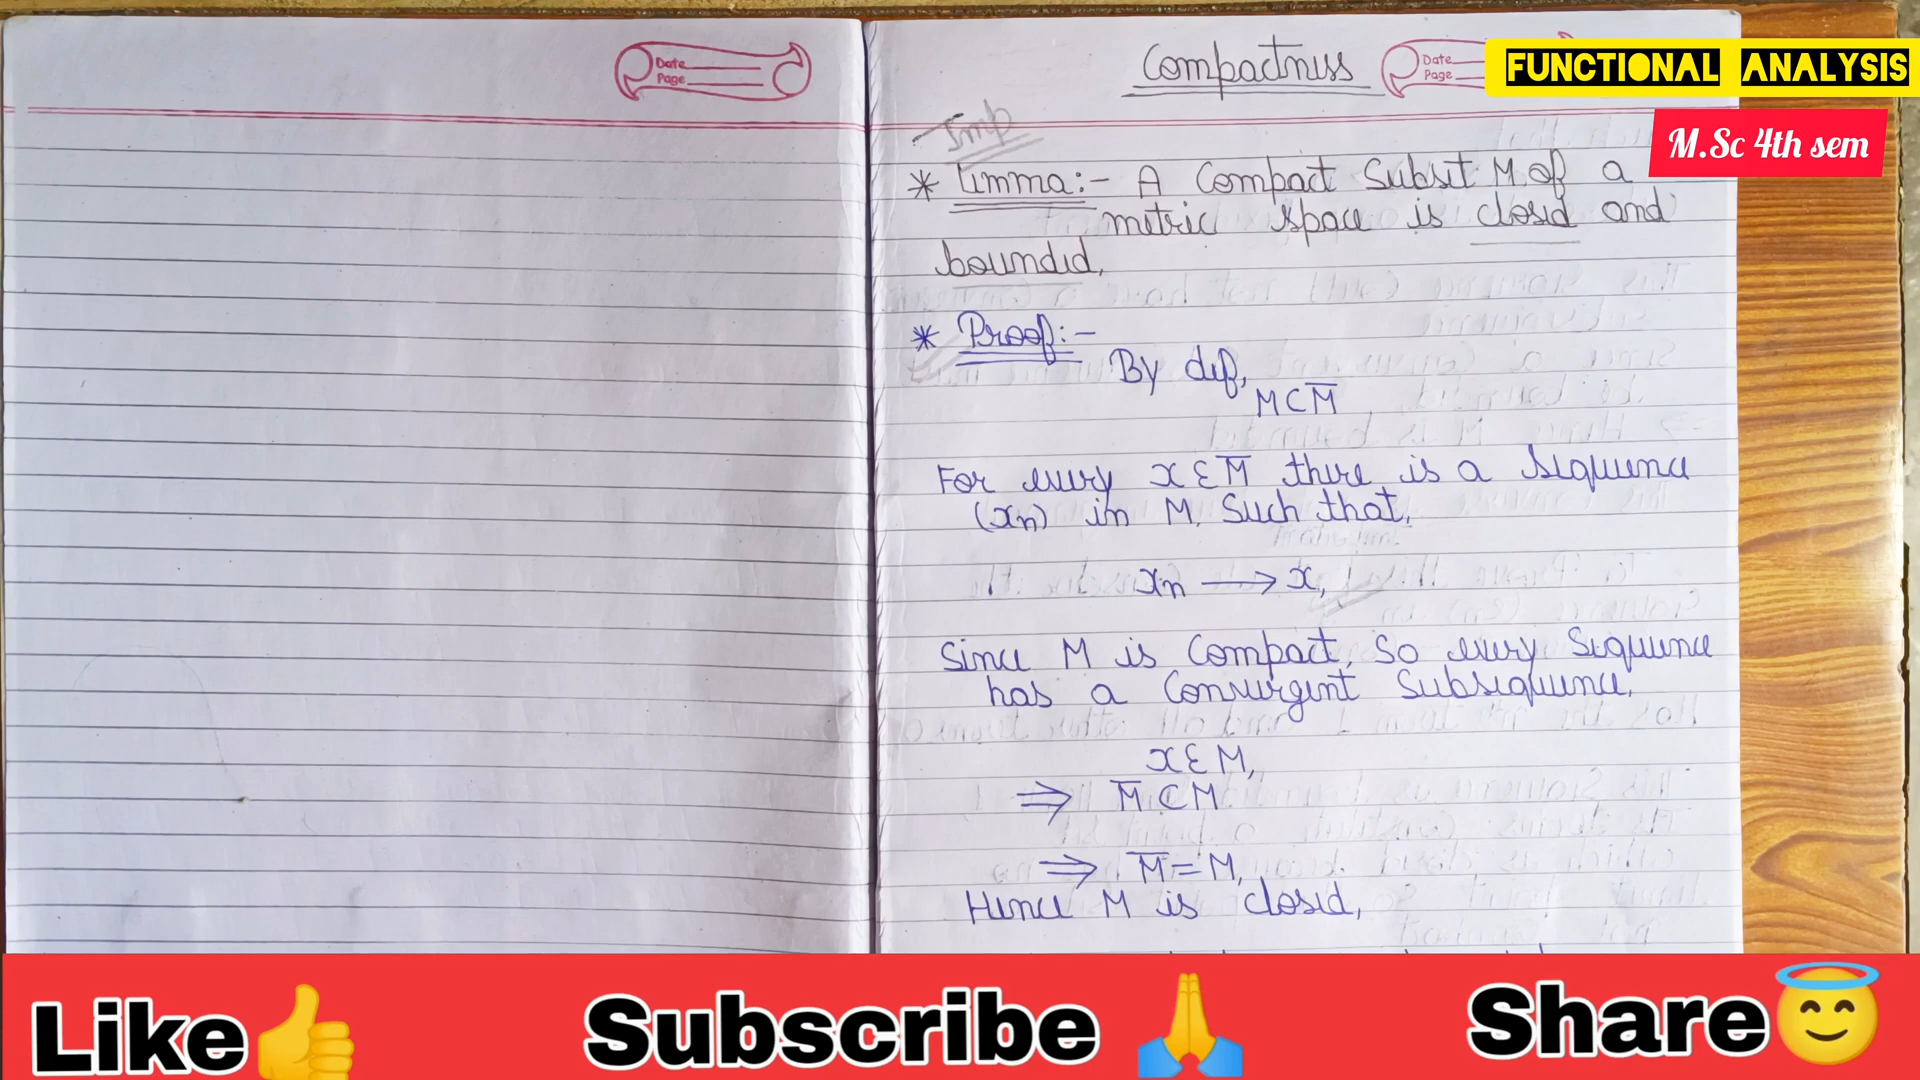 Date
Page
Compactness
Date
Page
FUNCTIONAL ANALYSIS
M.Sc 4th sem
Imp
* Lemma:- A Compact Subset M of a
metric space is closed and
bounded,
* Proof:-
By def,
M⊂M̅
For every x∈M̅ there is a sequence
(xn) in M. Such that,
xn ⟶ x,
Since M is Compact, So every Sequence
has a Convergent Subsequence,
x∈M,
⇒ M̅⊂M
⇒ M̅=M,
Hence M is closed,
Like👍
Subscribe 🙏
Share😇